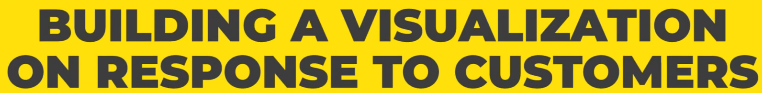 BUILDING A VISUALIZATION
ON RESPONSE TO CUSTOMERS